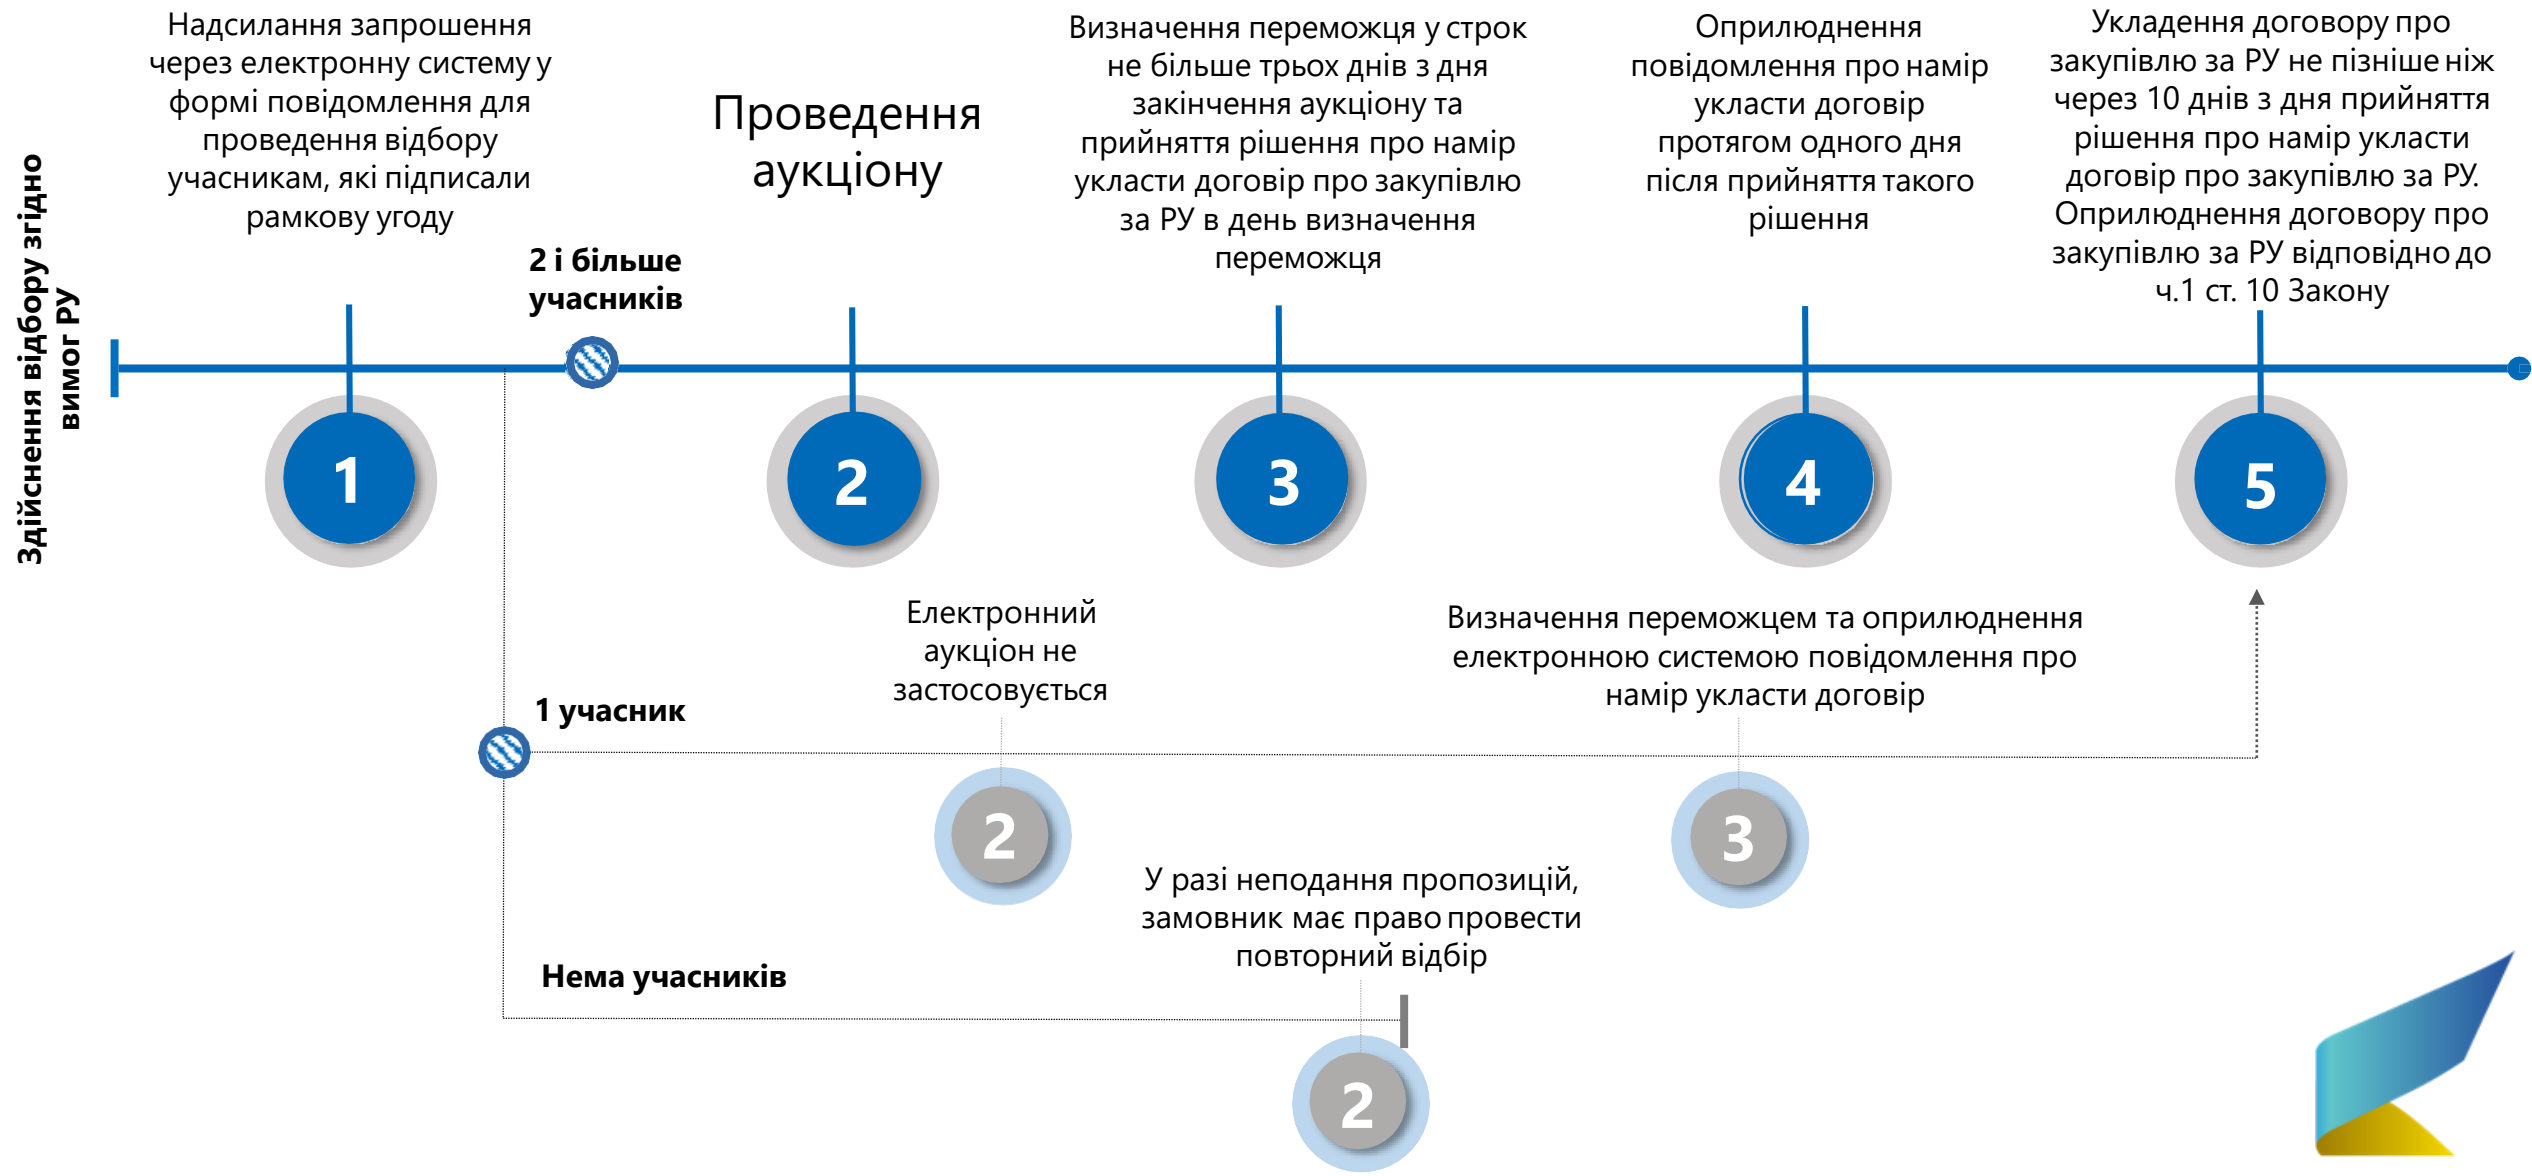 Здійснення відбору згідно
вимог РУ
Надсилання запрошення
через електронну систему у
формі повідомлення для
проведення відбору
учасникам, які підписали
рамкову угоду
2 і більше
учасників
Проведення
аукціону
Визначення переможця у строк
не більше трьох днів з дня
закінчення аукціону та
прийняття рішення про намір
укласти договір про закупівлю
за РУ в день визначення
переможця
Оприлюднення
повідомлення про намір
укласти договір
протягом одного дня
після прийняття такого
рішення
Укладення договору про
закупівлю за РУ не пізніше ніж
через 10 днів з дня прийняття
рішення про намір укласти
договір про закупівлю за РУ.
Оприлюднення договору про
закупівлю за РУ відповідно до
ч.1 ст. 10 Закону
1
2
3
4
5
1 учасник
Електронний
аукціон не
застосовується
Визначення переможцем та оприлюднення
електронною системою повідомлення про
намір укласти договір
2
3
Нема учасників
У разі неподання пропозицій,
замовник має право провести
повторний відбір
2